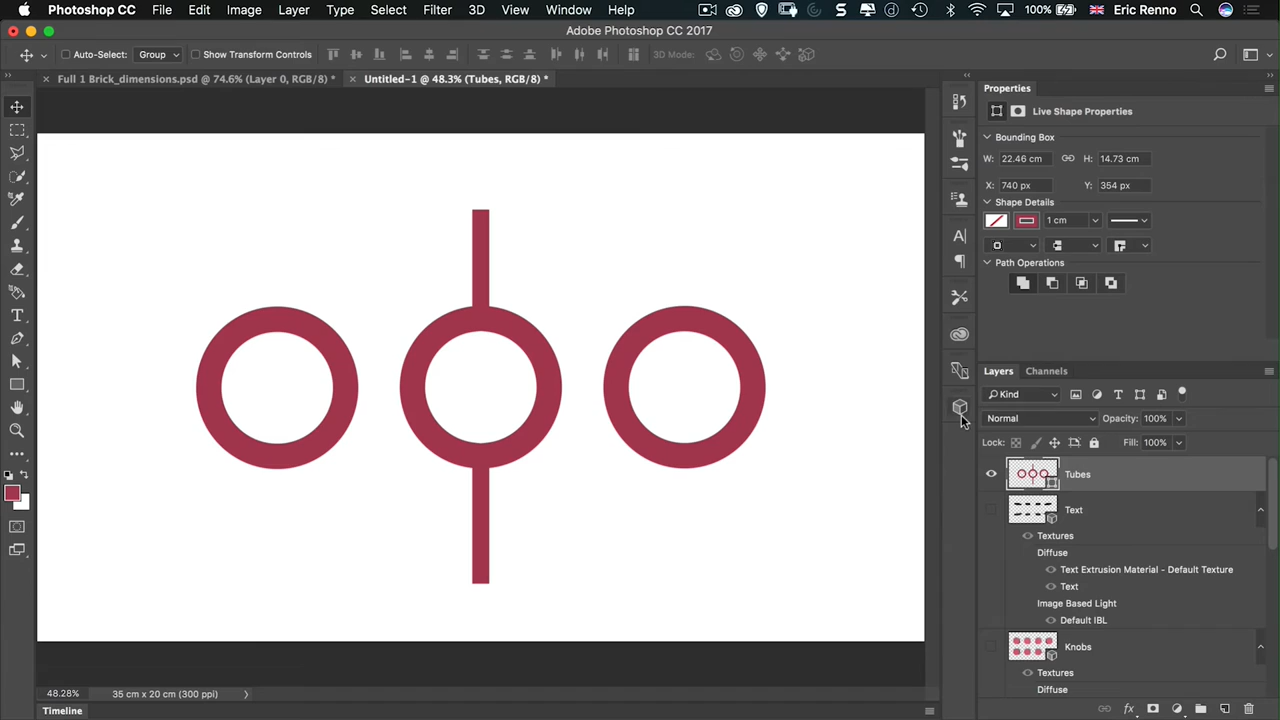 Photoshop CC File Edit Image Layer Type Select Filter 3D View Window Help 100% Eric Renno
Adobe Photoshop CC 2017
Auto-Select: Group Show Transform Controls 3D Mode:
Full 1 Brick_dimensions.psd @ 74.6% (Layer 0, RGB/8) * Untitled-1 @ 48.3% (Tubes, RGB/8) *
Properties
Live Shape Properties
Bounding Box
W: 22.46 cm H: 14.73 cm
X: 740 px Y: 354 px
Shape Details
1 cm
Path Operations
Layers Channels
Kind
Normal Opacity: 100%
Lock: Fill: 100%
Tubes
Text
Textures
Diffuse
Text Extrusion Material - Default Texture
Text
Image Based Light
Default IBL
Knobs
Textures
Diffuse
48.28% 35 cm x 20 cm (300 ppi)
Timeline